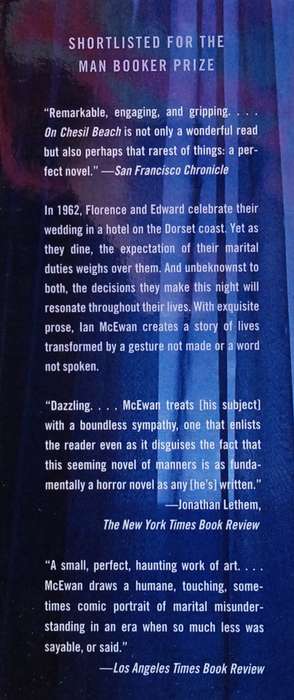 SHORTLISTED FOR THE
MAN BOOKER PRIZE
“Remarkable, engaging, and gripping. . . .
On Chesil Beach is not only a wonderful read
but also perhaps that rarest of things: a per-
fect novel.” —San Francisco Chronicle
In 1962, Florence and Edward celebrate their
wedding in a hotel on the Dorset coast. Yet as
they dine, the expectation of their marital
duties weighs over them. And unbeknownst to
both, the decisions they make this night will
resonate throughout their lives. With exquisite
prose, Ian McEwan creates a story of lives
transformed by a gesture not made or a word
not spoken.
“Dazzling. . . . McEwan treats [his subject]
with a boundless sympathy, one that enlists
the reader even as it disguises the fact that
this seeming novel of manners is as funda-
mentally a horror novel as any [he's] written.”
—Jonathan Lethem,
The New York Times Book Review
“A small, perfect, haunting work of art. . . .
McEwan draws a humane, touching, some-
times comic portrait of marital misunder-
standing in an era when so much less was
sayable, or said.”
—Los Angeles Times Book Review